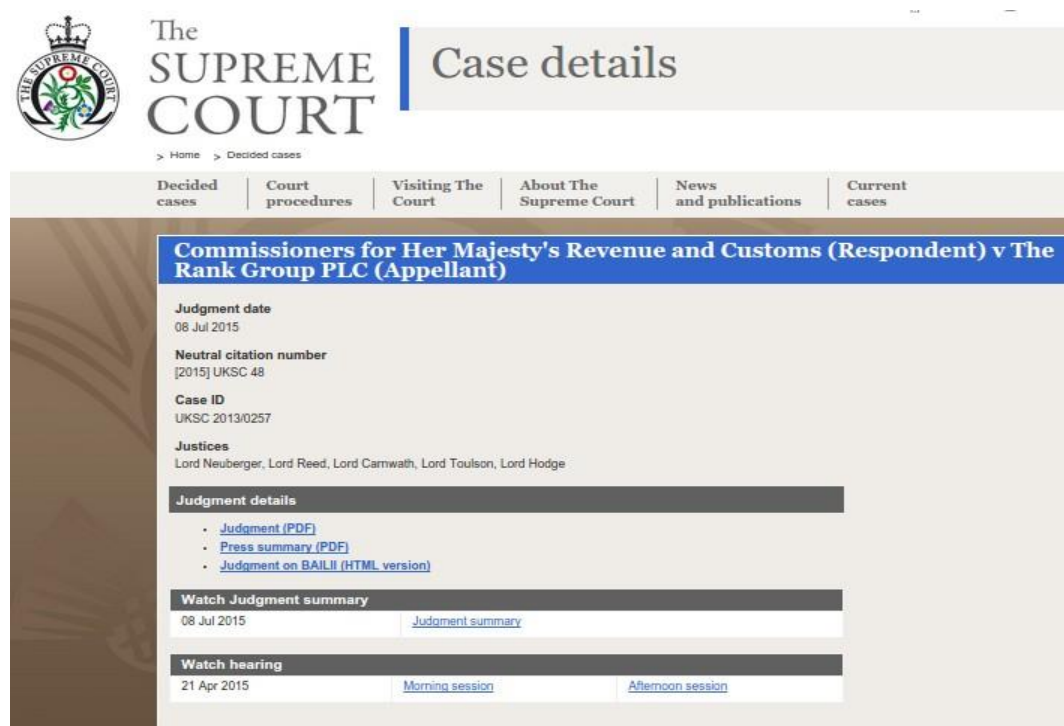 THE SUPREME COURT
The
SUPREME
COURT
Case details
> Home > Decided cases
Decided cases
Court procedures
Visiting The Court
About The Supreme Court
News and publications
Current cases
Commissioners for Her Majesty's Revenue and Customs (Respondent) v The
Rank Group PLC (Appellant)
Judgment date
08 Jul 2015
Neutral citation number
[2015] UKSC 48
Case ID
UKSC 2013/0257
Justices
Lord Neuberger, Lord Reed, Lord Carnwath, Lord Toulson, Lord Hodge
Judgment details
• Judgment (PDF)
• Press summary (PDF)
• Judgment on BAILII (HTML version)
Watch Judgment summary
08 Jul 2015 Judgment summary
Watch hearing
21 Apr 2015 Morning session Afternoon session